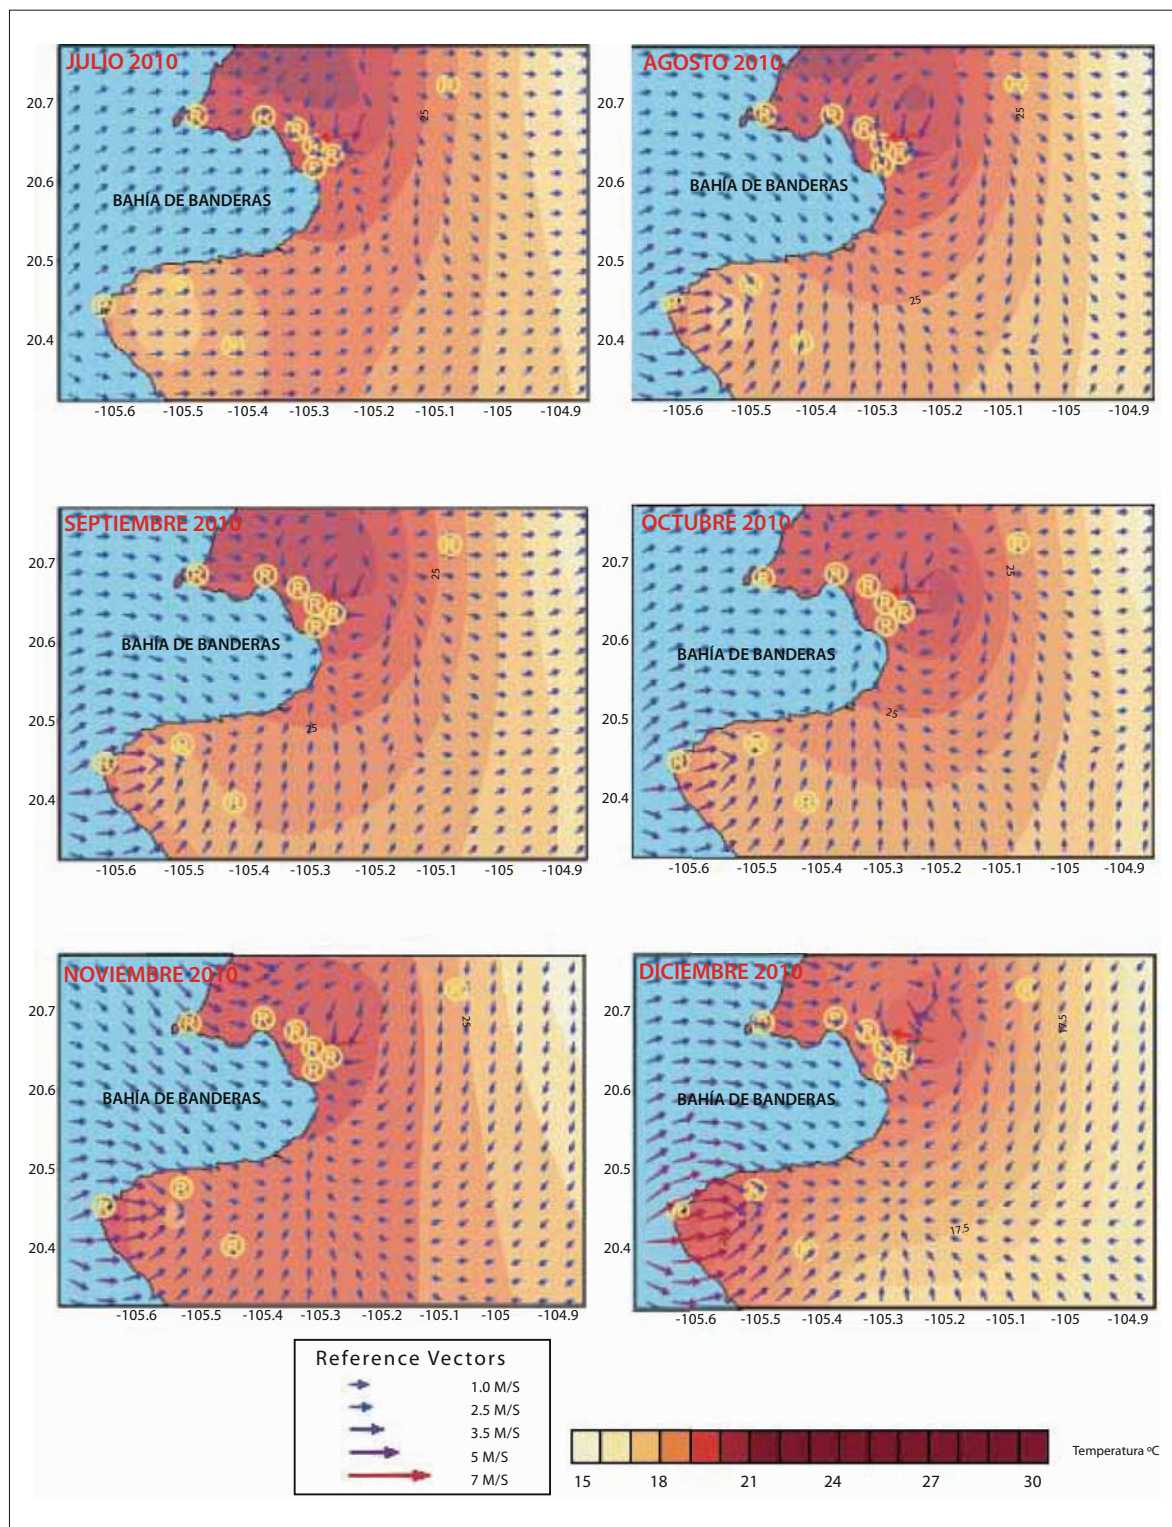 JULIO 2010
AGOSTO 2010
20.7
20.6
20.5
20.4
25
R
R
R
R
BAHÍA DE BANDERAS
-105.6 -105.5 -105.4 -105.3 -105.2 -105.1 -105 -104.9
20.7
20.6
20.5
20.4
25
25
R
R
R
BAHÍA DE BANDERAS
-105.6 -105.5 -105.4 -105.3 -105.2 -105.1 -105 -104.9
SEPTIEMBRE 2010
OCTUBRE 2010
20.7
20.6
20.5
20.4
25
25
R
R
R
R
R
R
R
R
BAHÍA DE BANDERAS
-105.6 -105.5 -105.4 -105.3 -105.2 -105.1 -105 -104.9
20.7
20.6
20.5
20.4
25
25
R
R
R
R
R
R
R
BAHÍA DE BANDERAS
-105.6 -105.5 -105.4 -105.3 -105.2 -105.1 -105 -104.9
NOVIEMBRE 2010
DICIEMBRE 2010
20.7
20.6
20.5
20.4
25
R
R
R
R
R
R
R
R
BAHÍA DE BANDERAS
-105.6 -105.5 -105.4 -105.3 -105.2 -105.1 -105 -104.9
20.7
20.6
20.5
20.4
17.5
17.5
R
R
R
BAHÍA DE BANDERAS
-105.6 -105.5 -105.4 -105.3 -105.2 -105.1 -105 -104.9
Reference Vectors
1.0 M/S
2.5 M/S
3.5 M/S
5 M/S
7 M/S
15 18 21 24 27 30
Temperatura ºC